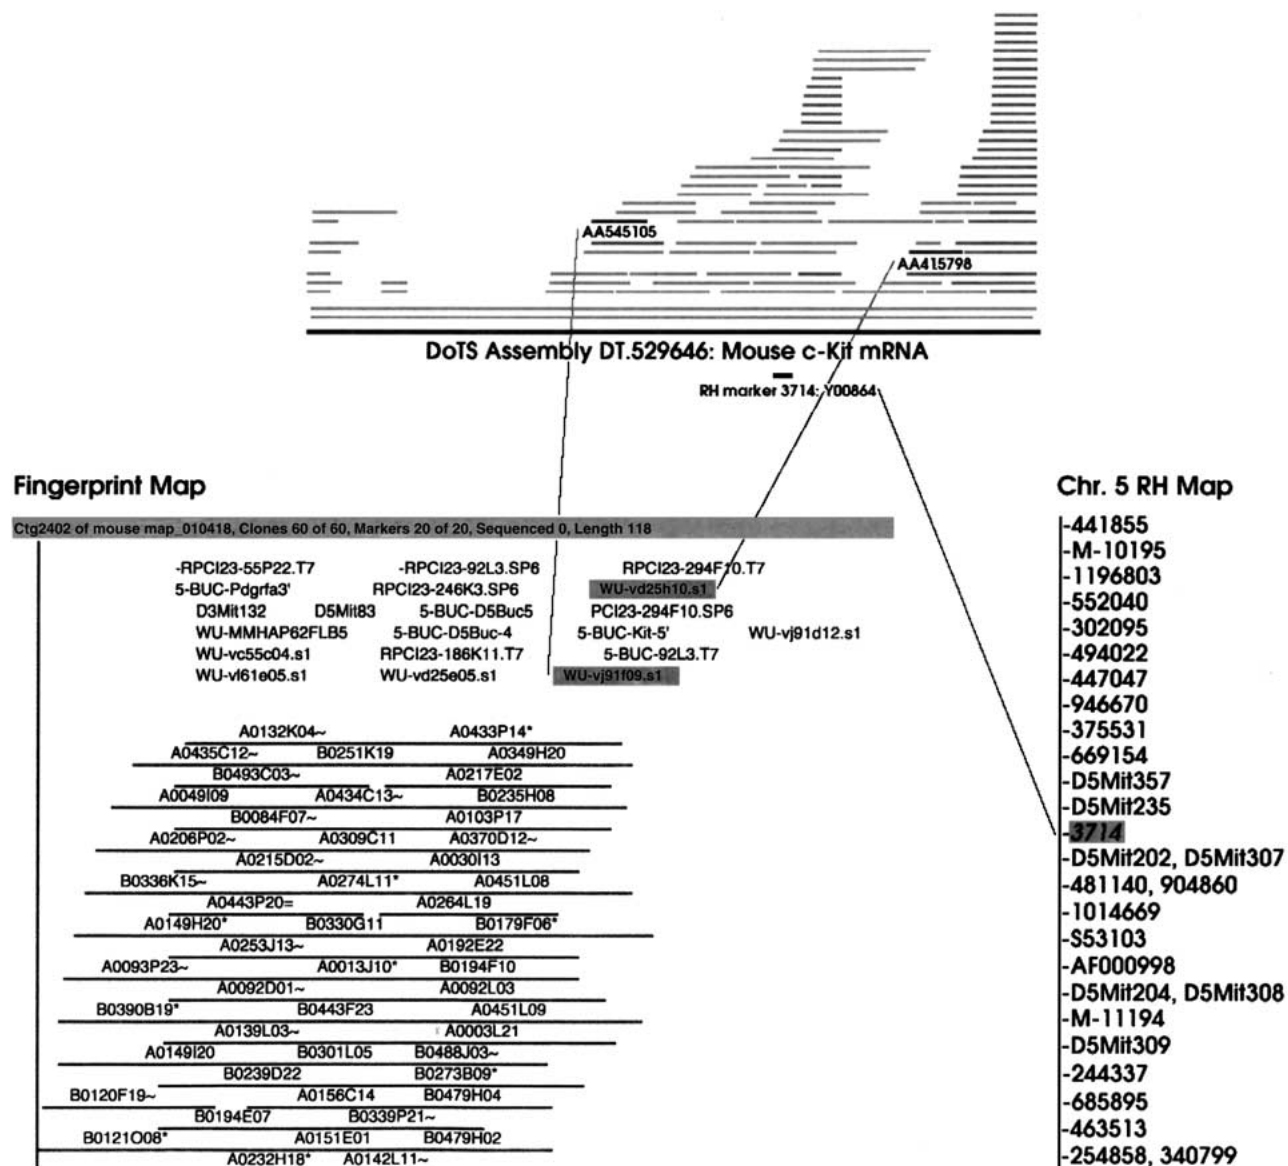 AA545105
AA415798
DoTS Assembly DT.529646: Mouse c-Kit mRNA
RH marker 3714: Y00864
Fingerprint Map
Ctg2402 of mouse map_010418, Clones 60 of 60, Markers 20 of 20, Sequenced 0, Length 118
-RPCI23-55P22.T7 -RPCI23-92L3.SP6 RPCI23-294F10.T7
5-BUC-Pdgrfa3' RPCI23-246K3.SP6 WU-vd25h10.s1
D3Mit132 D5Mit83 5-BUC-D5Buc5 PCI23-294F10.SP6
WU-MMHAP62FLB5 5-BUC-D5Buc-4 5-BUC-Kit-5' WU-vj91d12.s1
WU-vc55c04.s1 RPCI23-186K11.T7 5-BUC-92L3.T7
WU-vl61e05.s1 WU-vd25e05.s1 WU-vj91f09.s1
A0132K04~ A0433P14*
A0435C12~ B0251K19 A0349H20
B0493C03~ A0217E02
A0049I09 A0434C13~ B0235H08
B0084F07~ A0103P17
A0206P02~ A0309C11 A0370D12~
A0215D02~ A0030I13
B0336K15~ A0274L11* A0451L08
A0443P20= A0264L19
A0149H20* B0330G11 B0179F06*
A0253J13~ A0192E22
A0093P23~ A0013J10* B0194F10
A0092D01~ A0092L03
B0390B19* B0443F23 A0451L09
A0139L03~ A0003L21
A0149I20 B0301L05 B0488J03~
B0239D22 B0273B09*
B0120F19~ A0156C14 B0479H04
B0194E07 B0339P21~
B0121O08* A0151E01 B0479H02
A0232H18* A0142L11~
Chr. 5 RH Map
-441855
-M-10195
-1196803
-552040
-302095
-494022
-447047
-946670
-375531
-669154
-D5Mit357
-D5Mit235
-3714
-D5Mit202, D5Mit307
-481140, 904860
-1014669
-S53103
-AF000998
-D5Mit204, D5Mit308
-M-11194
-D5Mit309
-244337
-685895
-463513
-254858, 340799